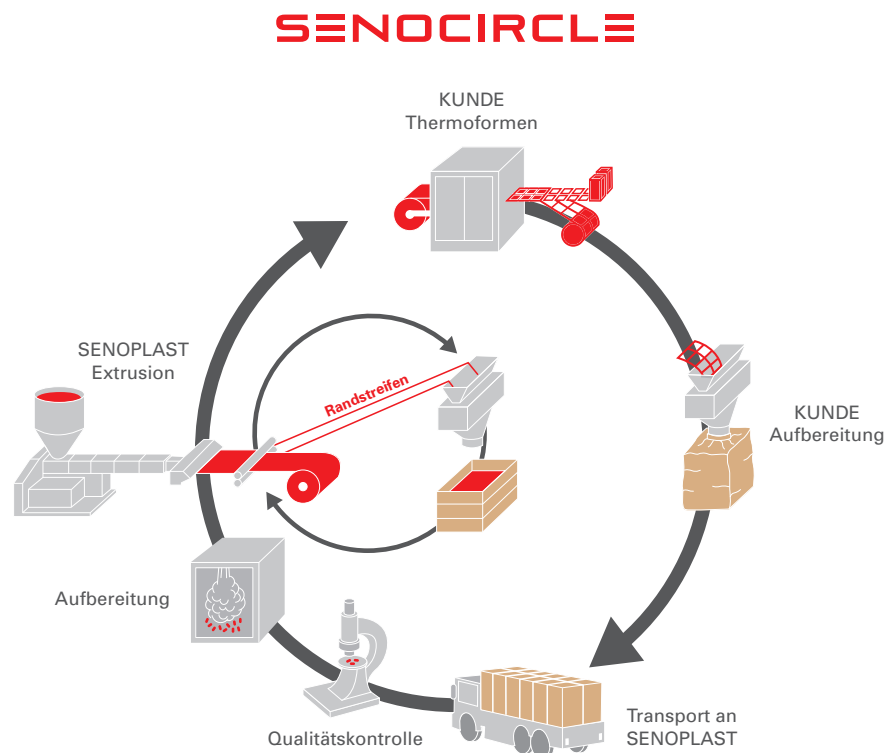 SENOCIRCLE
KUNDE
Thermoformen
SENOPLAST
Extrusion
Randstreifen
KUNDE
Aufbereitung
Aufbereitung
Qualitätskontrolle
Transport an
SENOPLAST